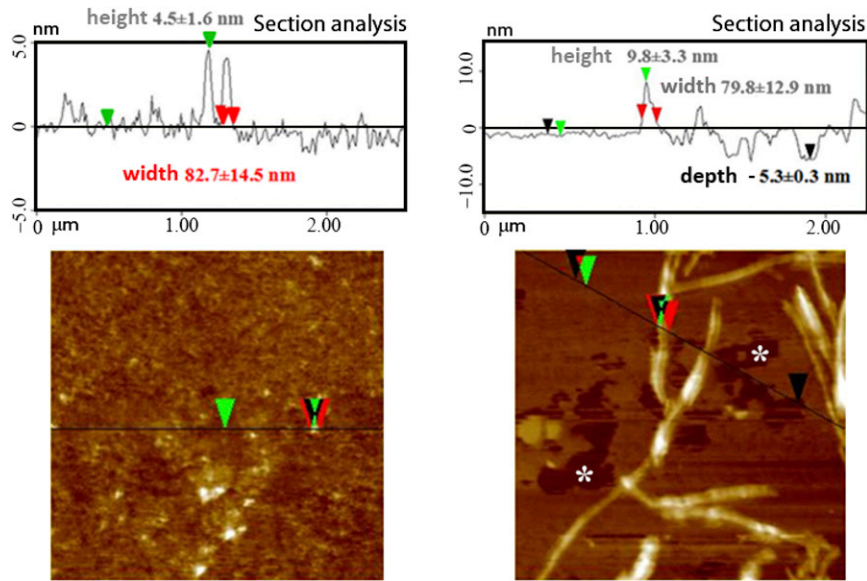 height 4.5±1.6 nm
nm
Section analysis
5.0
0
width 82.7±14.5 nm
-5.0
0
μm
1.00
2.00
nm
Section analysis
height 9.8±3.3 nm
10.0
width 79.8±12.9 nm
0
depth - 5.3±0.3 nm
-10.0
0
μm
1.00
2.00
*
*